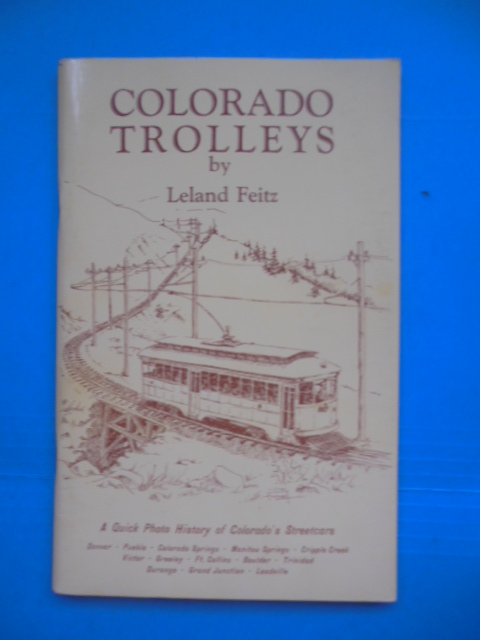 COLORADO
TROLLEYS
by
Leland Feitz
A Quick Photo History of Colorado's Streetcars
Denver - Pueblo - Colorado Springs - Manitou Springs - Cripple Creek
Victor - Greeley - Ft. Collins - Boulder - Trinidad
Durango - Grand Junction - Leadville